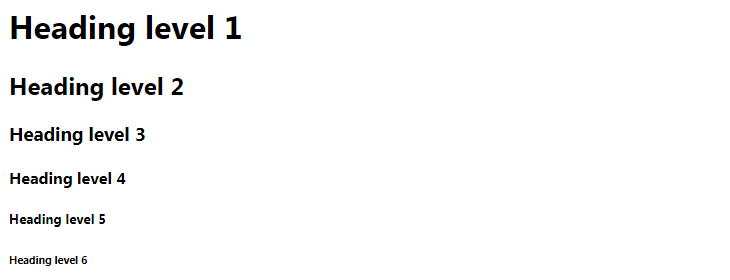 Heading level 1
Heading level 2
Heading level 3
Heading level 4
Heading level 5
Heading level 6